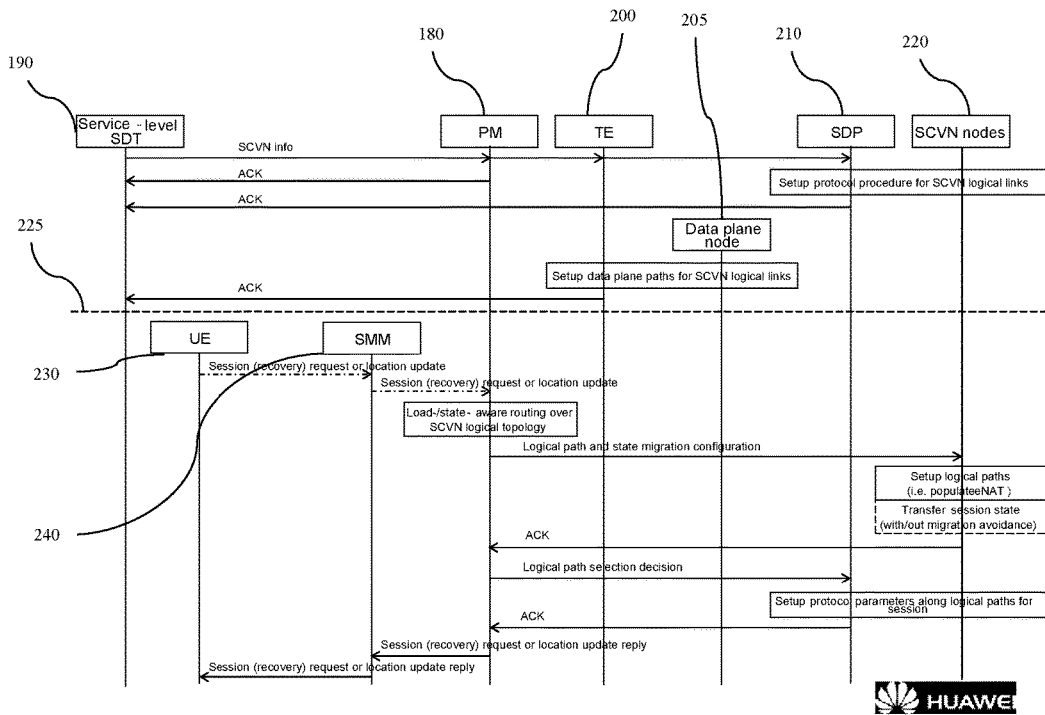 200
205
180
210
220
190
Service-level
SDT
PM
TE
SDP
SCVN nodes
SCVN info
ACK
Setup protocol procedure for SCVN logical links
ACK
Data plane
node
225
Setup data plane paths for SCVN logical links
ACK
UE
SMM
230
Session (recovery) request or location update
Session (recovery) request or location update
Load-/state- aware routing over
SCVN logical topology
Logical path and state migration configuration
Setup logical paths
(i.e. populateeNAT )
240
Transfer session state
(with/out migration avoidance)
ACK
Logical path selection decision
Setup protocol parameters along logical paths for
session
ACK
Session (recovery) request or location update reply
Session (recovery) request or location update reply
HUAWEI